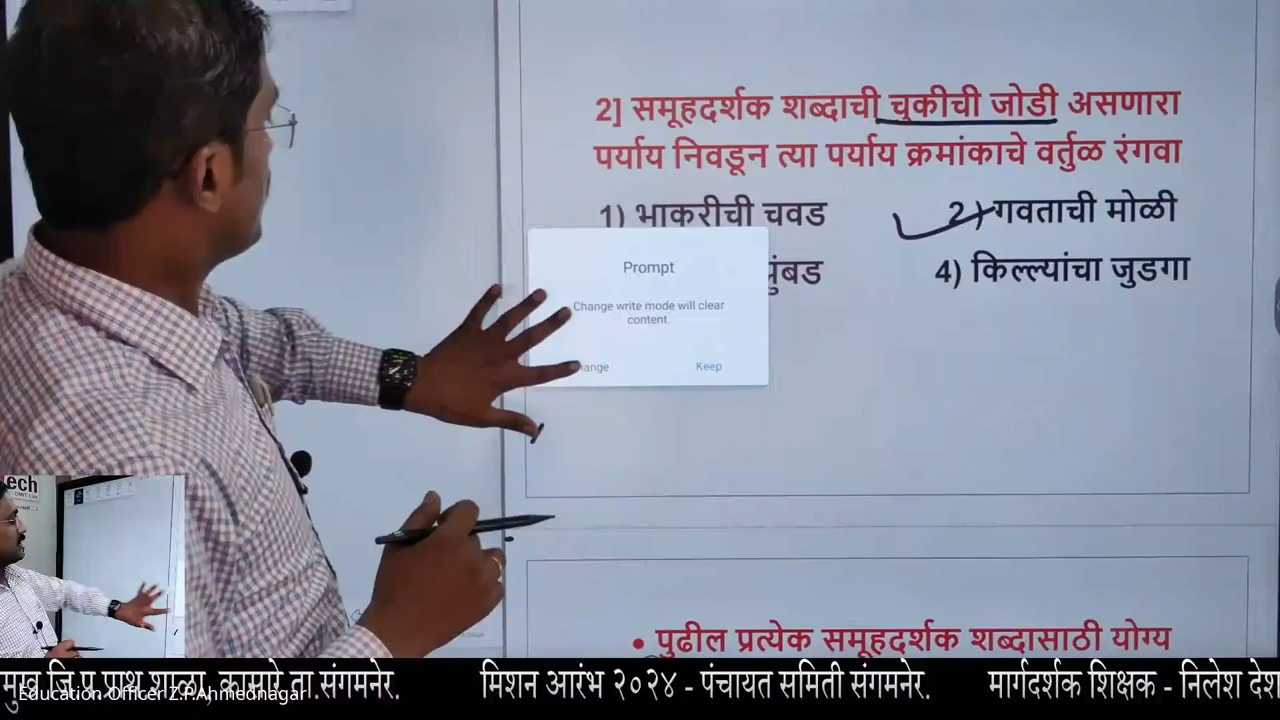 2] समूहदर्शक शब्दाची चुकीची जोडी असणारा
पर्याय निवडून त्या पर्याय क्रमांकाचे वर्तुळ रंगवा
1) भाकरीची चवड
2) गवताची मोळी
4) किल्ल्यांचा जुडगा
Prompt
Change write mode will clear
content
Keep
• पुढील प्रत्येक समूहदर्शक शब्दासाठी योग्य
ech
मिशन आरंभ २०२४ - पंचायत समिती संगमनेर.
मार्गदर्शक शिक्षक - निलेश देश
Education Officer Z.P.Ahmednagar